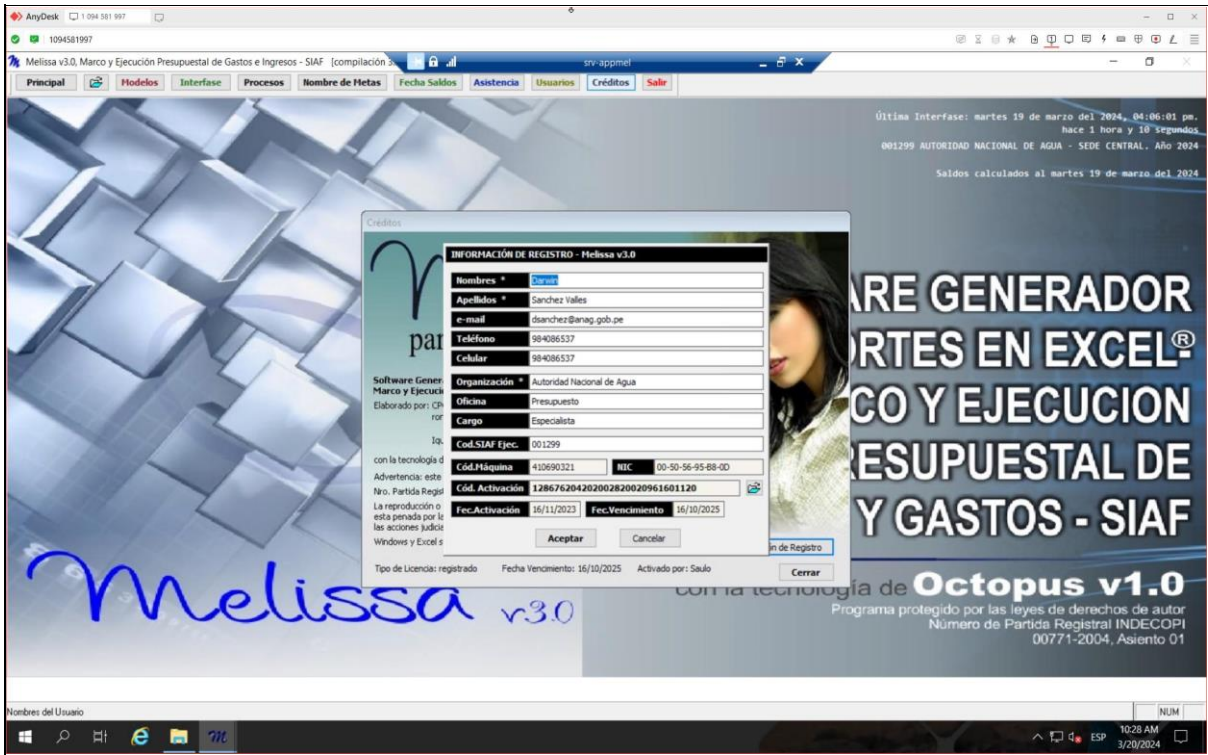 AnyDesk 1 094 581 997
1094581997
Melissa v3.0, Marco y Ejecución Presupuestal de Gastos e Ingresos - SIAF [compilación 3.
srv-appmel
Principal Modelos Interfase Procesos Nombre de Metas Fecha Saldos Asistencia Usuarios Créditos Salir
Última Interfase: martes 19 de marzo del 2024, 04:06:01 pm.
hace 1 hora y 10 segundos
001299 AUTORIDAD NACIONAL DE AGUA - SEDE CENTRAL. Año 2024
Saldos calculados al martes 19 de marzo del 2024
Créditos
INFORMACIÓN DE REGISTRO - Melissa v3.0
Nombres * Darwin
Apellidos * Sanchez Valles
e-mail dsanchez@anag.gob.pe
Teléfono 984086537
Celular 984086537
Organización * Autoridad Nacional de Agua
Oficina Presupuesto
Cargo Especialista
Cod.SIAF Ejec. 001299
Cód.Máquina 410690321 NIC 00-50-56-95-B8-0D
Cód. Activación 128676204202002820020961601120
Fec.Activación 16/11/2023 Fec.Vencimiento 16/10/2025
Aceptar Cancelar
par
Software Gener
Marco y Ejecuci
Elaborado por: CP
ror
Iq
con la tecnología d
Advertencia: este
Nro. Partida Regis
La reproducción o
esta penada por la
las acciones judicia
Windows y Excel s
ón de Registro
Tipo de Licencia: registrado Fecha Vencimiento: 16/10/2025 Activado por: Saulo
Cerrar
ARE GENERADOR
RTES EN EXCEL®
CO Y EJECUCION
RESUPUESTAL DE
Y GASTOS - SIAF
Melissa v3.0
con la tecnología de Octopus v1.0
Programa protegido por las leyes de derechos de autor
Número de Partida Registral INDECOPI
00771-2004, Asiento 01
Nombres del Usuario
NUM
ESP
10:28 AM
3/20/2024